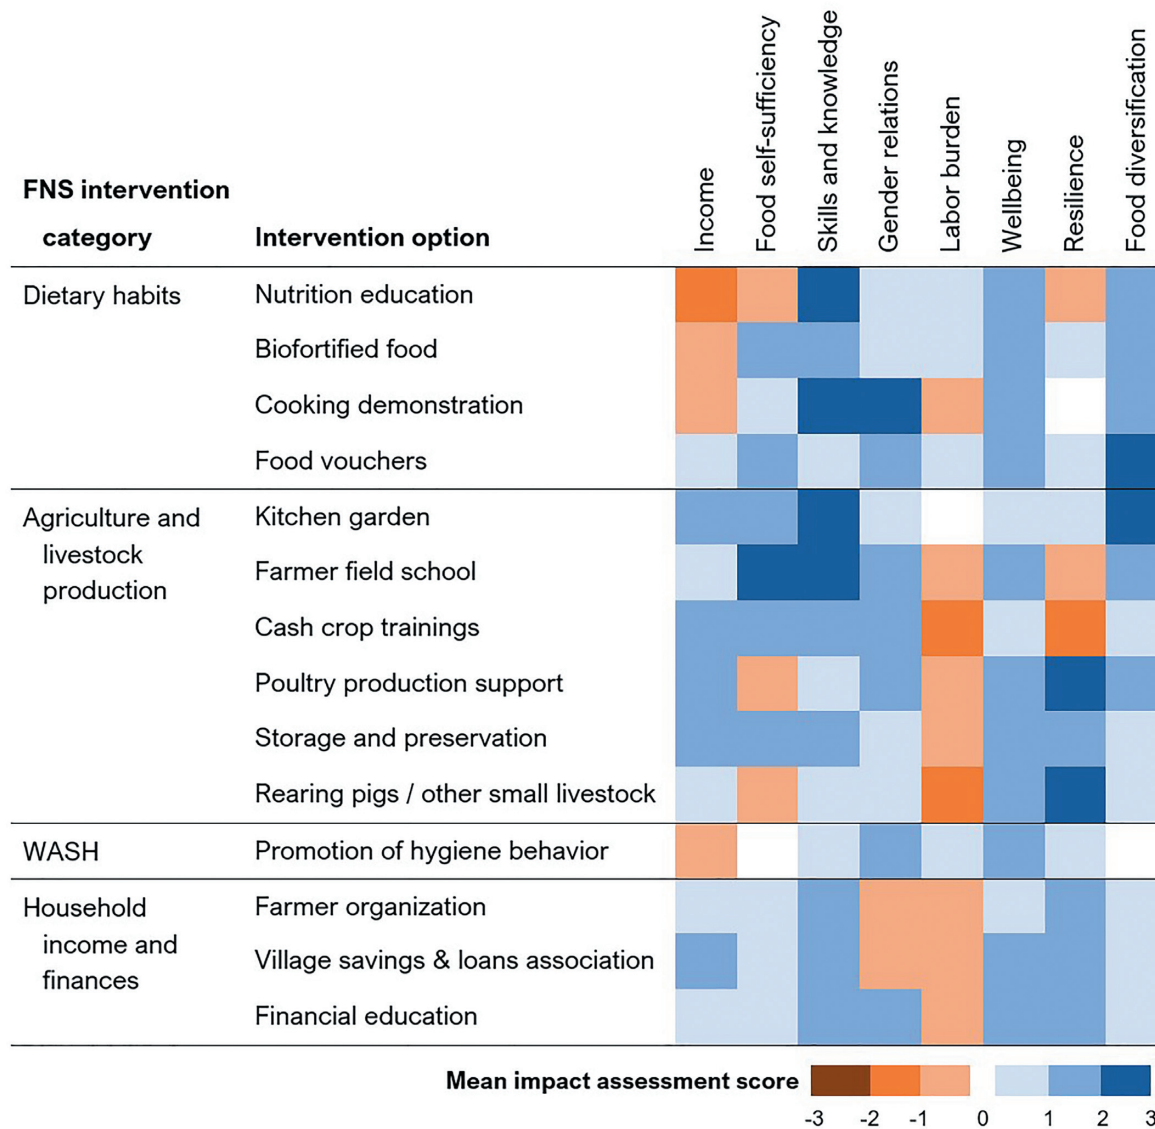 Income
Food self-sufficiency
Skills and knowledge
Gender relations
Labor burden
Wellbeing
Resilience
Food diversification
FNS intervention
category
Intervention option
Dietary habits
Nutrition education
Biofortified food
Cooking demonstration
Food vouchers
Agriculture and
livestock
production
Kitchen garden
Farmer field school
Cash crop trainings
Poultry production support
Storage and preservation
Rearing pigs / other small livestock
WASH
Promotion of hygiene behavior
Household
income and
finances
Farmer organization
Village savings & loans association
Financial education
Mean impact assessment score
-3 -2 -1 0 1 2 3